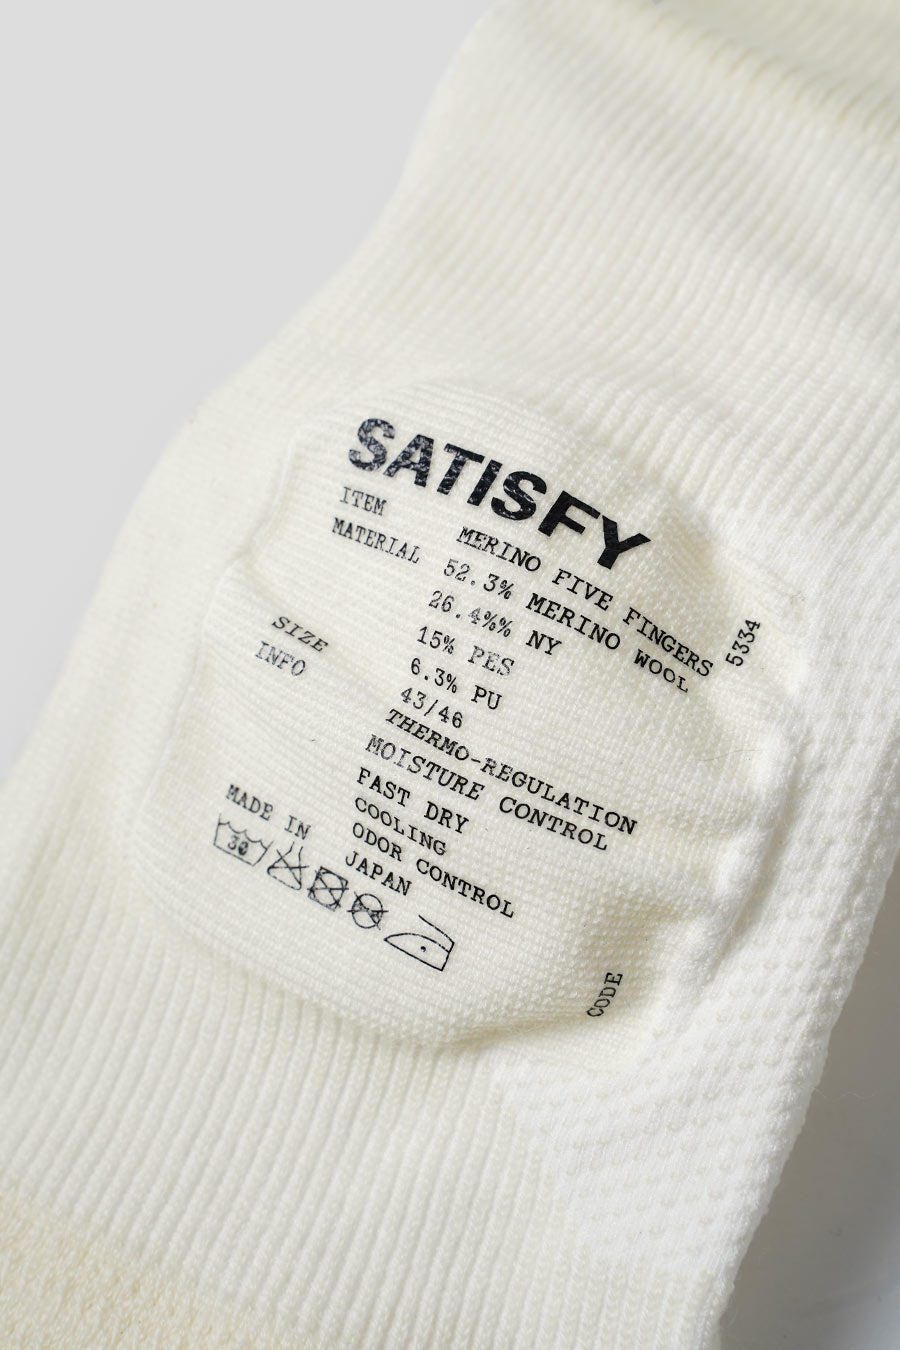 SATISFY
ITEM MERINO FIVE FINGERS
MATERIAL 52.3% MERINO WOOL
26.4%% NY
15% PES
6.3% PU
SIZE 43/46
INFO THERMO-REGULATION
MOISTURE CONTROL
FAST DRY
COOLING
ODOR CONTROL
MADE IN JAPAN
30
CODE 5334